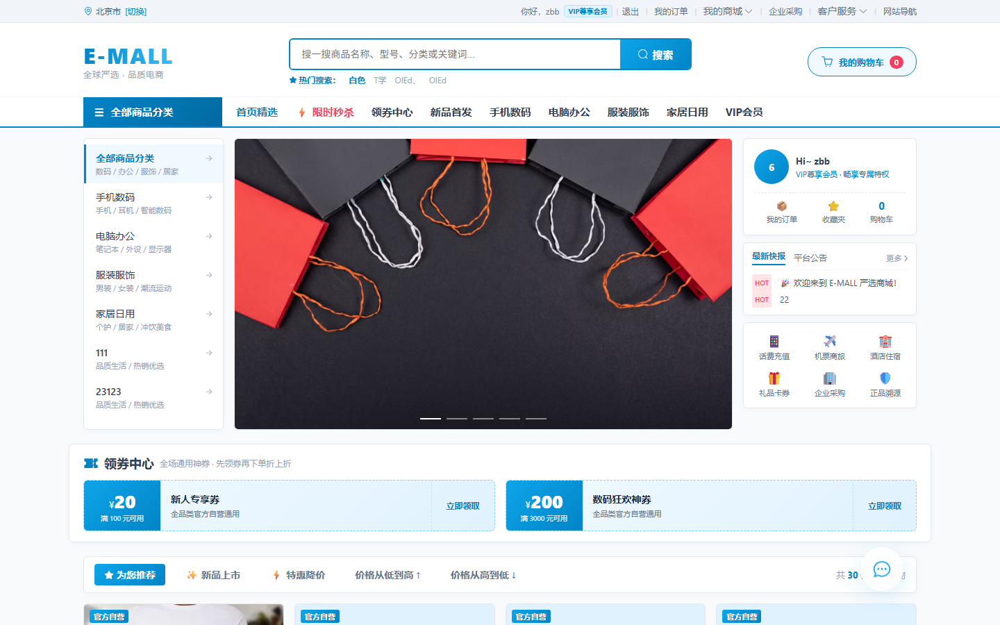 北京市 [切换]
你好，zbb VIP尊享会员 退出 我的订单 我的商城 企业采购 客户服务 网站导航
E-MALL
全球严选 · 品质电商
搜一搜商品名称、型号、分类或关键词...
搜索
热门搜索： 白色 T学 OIEd、 OIEd
我的购物车 0
全部商品分类 首页精选 限时秒杀 领券中心 新品首发 手机数码 电脑办公 服装服饰 家居日用 VIP会员
全部商品分类
数码 / 办公 / 服饰 / 居家
手机数码
手机 / 耳机 / 智能数码
电脑办公
笔记本 / 外设 / 显示器
服装服饰
男装 / 女装 / 潮流运动
家居日用
个护 / 居家 / 冲饮美食
111
品质生活 / 热销优选
23123
品质生活 / 热销优选
6
Hi~ zbb
VIP尊享会员 · 畅享专属特权
0
我的订单 收藏夹 购物车
最新快报 平台公告 更多
HOT 欢迎来到 E-MALL 严选商城！
HOT 22
话费充值 机票商旅 酒店住宿
礼品卡券 企业采购 正品溯源
领券中心 全场通用神券 · 先领券再下单折上折
¥20
满 100 元可用
新人专享券
全品类官方自营通用
立即领取
¥200
满 3000 元可用
数码狂欢神券
全品类官方自营通用
立即领取
为您推荐 新品上市 特惠降价 价格从低到高 ↑ 价格从高到低 ↓ 共 30
官方自营 官方自营 官方自营 官方自营